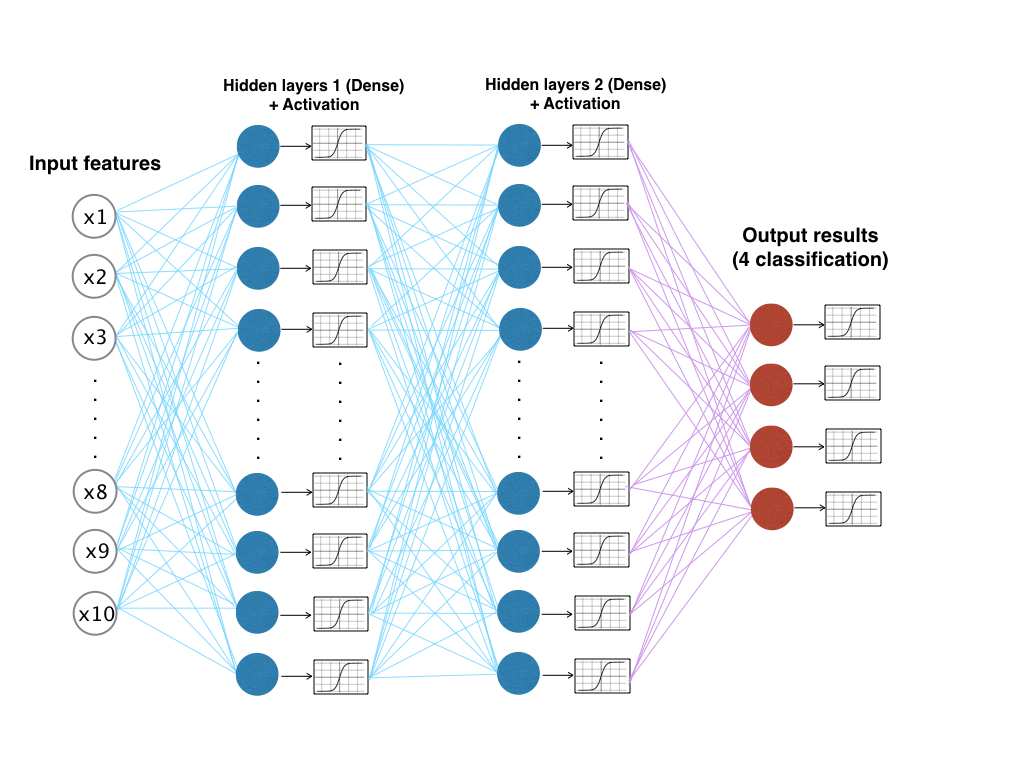 Hidden layers 1 (Dense)
+ Activation
Hidden layers 2 (Dense)
+ Activation
Input features
x1
x2
x3
x8
x9
x10
Output results
(4 classification)